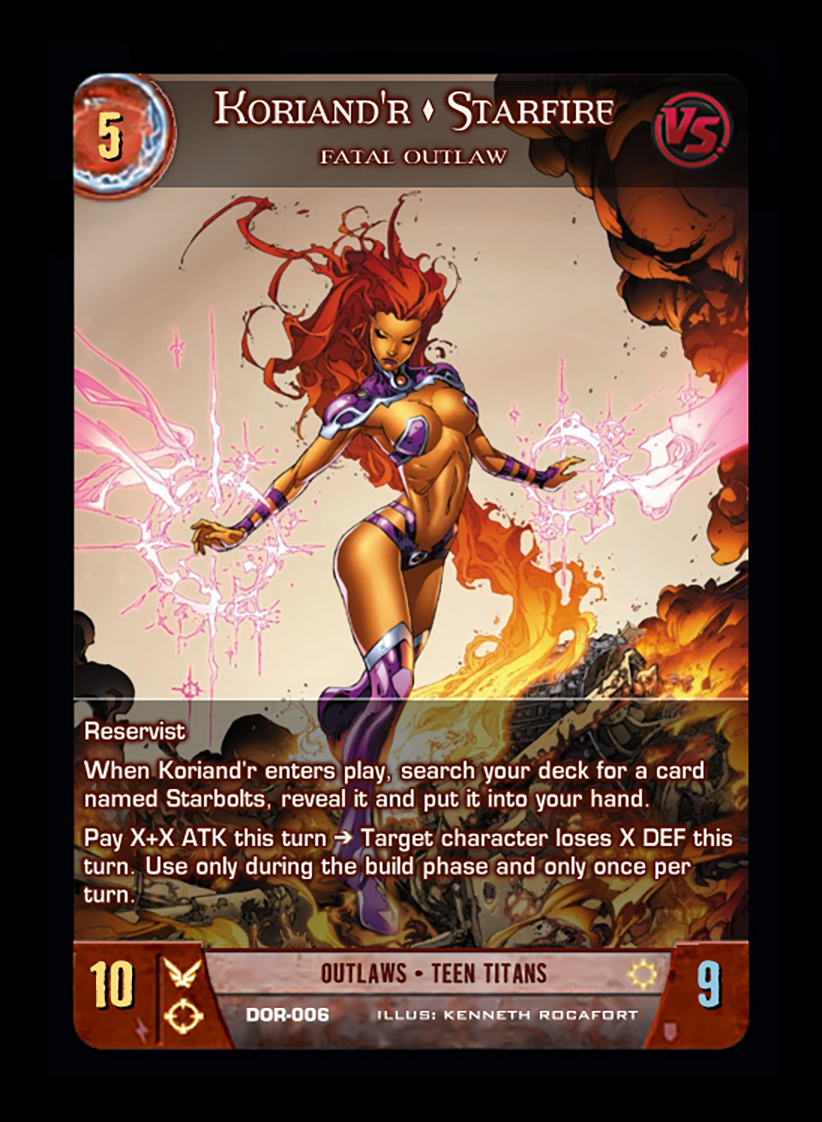 5
Koriand'r ♦ Starfire
VS.
Fatal Outlaw
Reservist
When Koriand'r enters play, search your deck for a card
named Starbolts, reveal it and put it into your hand.
Pay X+X ATK this turn ➔ Target character loses X DEF this
turn. Use only during the build phase and only once per
turn.
10
OUTLAWS • TEEN TITANS
9
DOR-006
ILLUS: KENNETH ROCAFORT